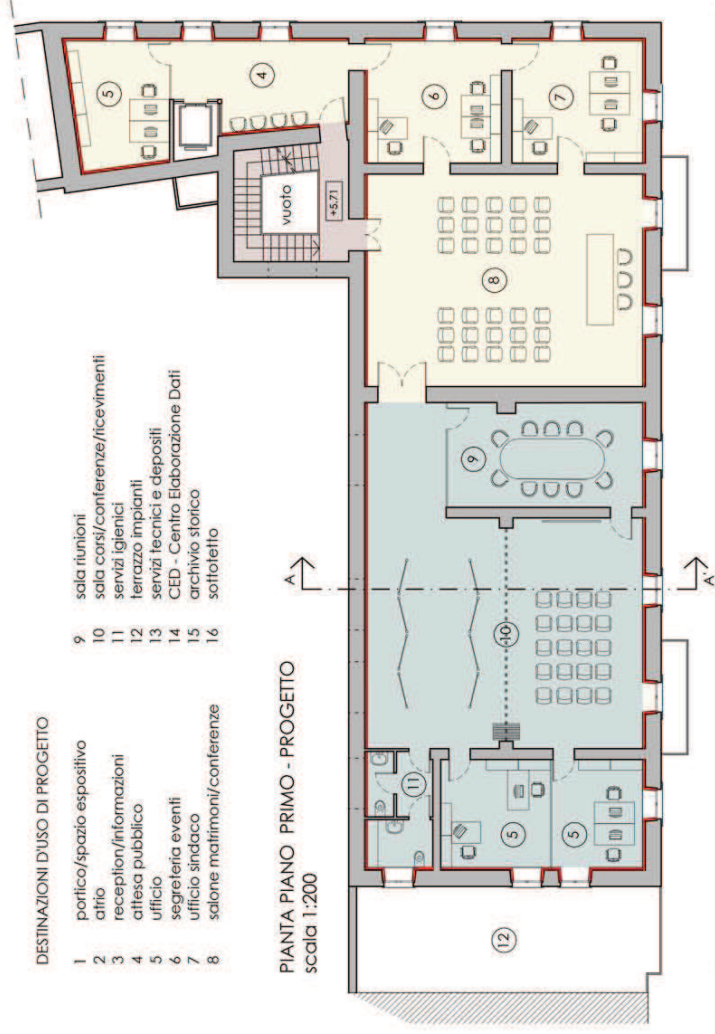 DESTINAZIONI D'USO DI PROGETTO
1 portico/spazio espositivo
2 atrio
3 reception/informazioni
4 attesa pubblico
5 ufficio
6 segreteria eventi
7 ufficio sindaco
8 salone matrimoni/conferenze
9 sala riunioni
10 sala corsi/conferenze/ricevimenti
11 servizi igienici
12 terrazzo impianti
13 servizi tecnici e depositi
14 CED - Centro Elaborazione Dati
15 archivio storico
16 sottotetto
PIANTA PIANO PRIMO - PROGETTO
scala 1:200
A
5
4
vuoto
+5.71
6
7
8
9
10
11
5
5
12
A'